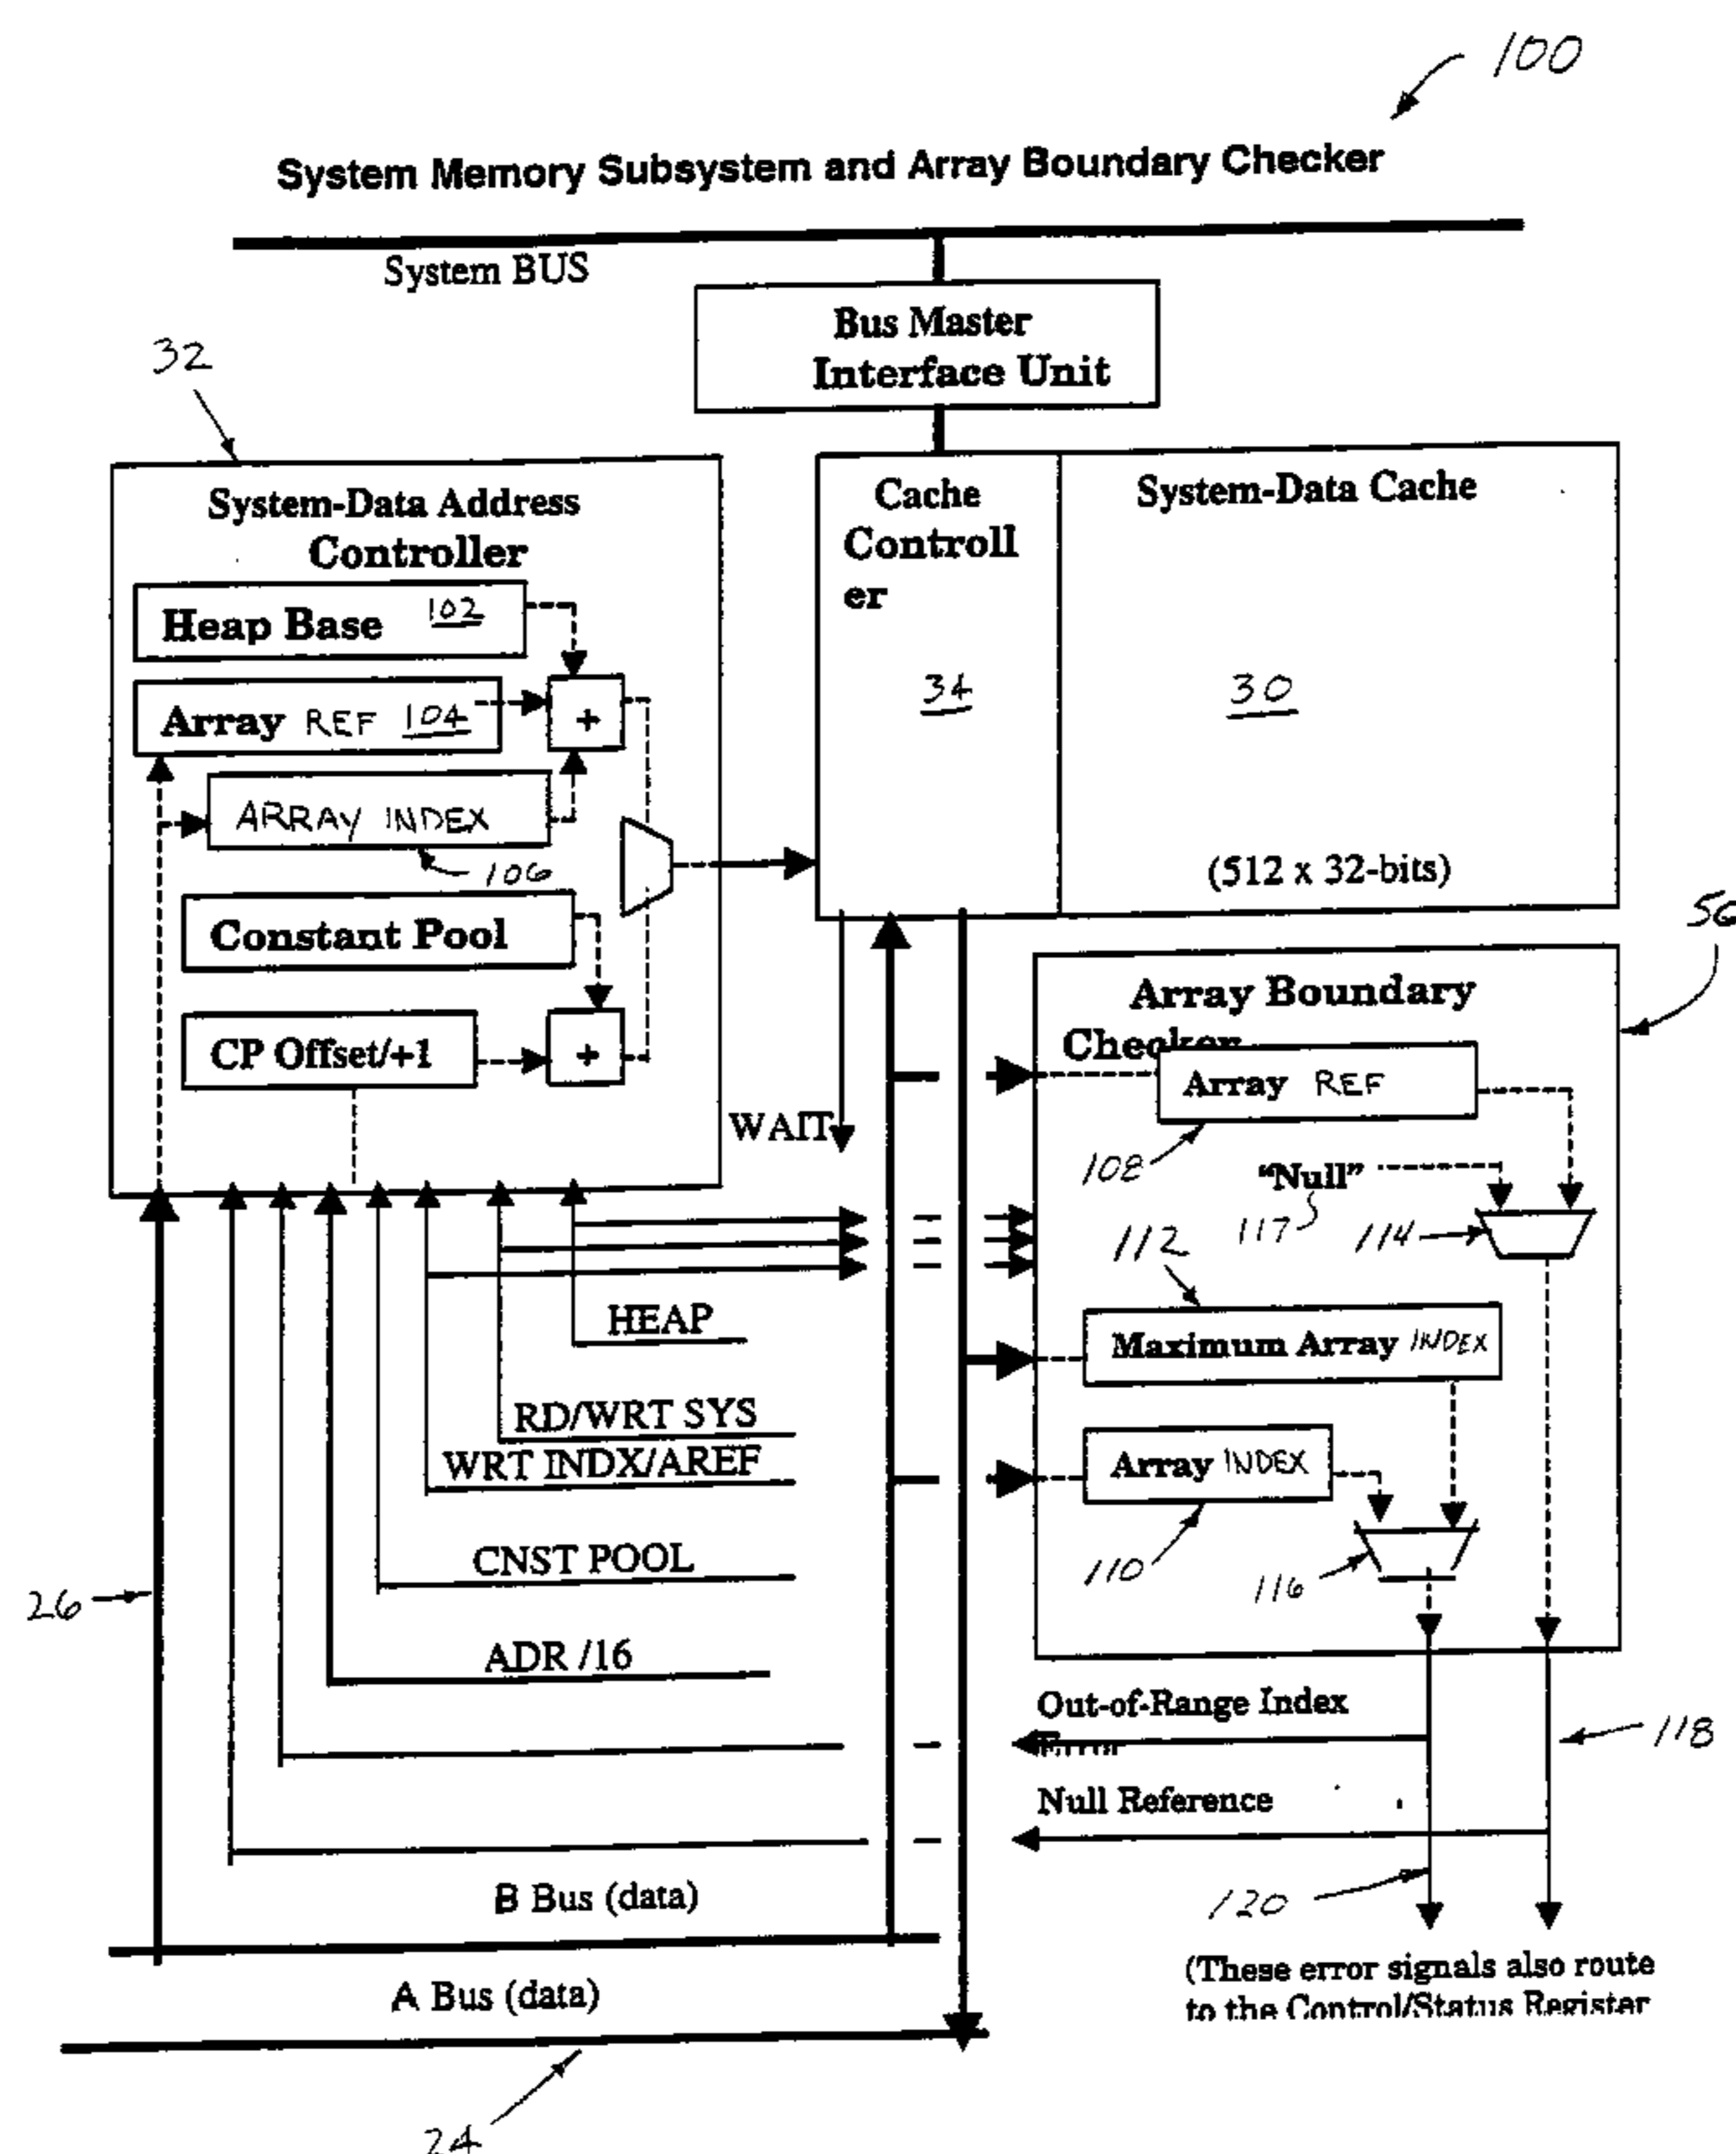 100
System Memory Subsystem and Array Boundary Checker
System BUS
Bus Master
Interface Unit
32
System-Data Address
Controller
Heap Base 102
Array REF 104
+
ARRAY INDEX
106
Constant Pool
CP Offset/+1
+
Cache
Controll
er
34
System-Data Cache
30
(512 x 32-bits)
56
Array Boundary
Checker
Array REF
108
"Null"
117
114
112
Maximum Array INDEX
Array INDEX
110
116
WAIT
HEAP
RD/WRT SYS
WRT INDX/AREF
CNST POOL
26
ADR /16
Out-of-Range Index
Error
118
Null Reference
120
B Bus (data)
A Bus (data)
24
(These error signals also route
to the Control/Status Register